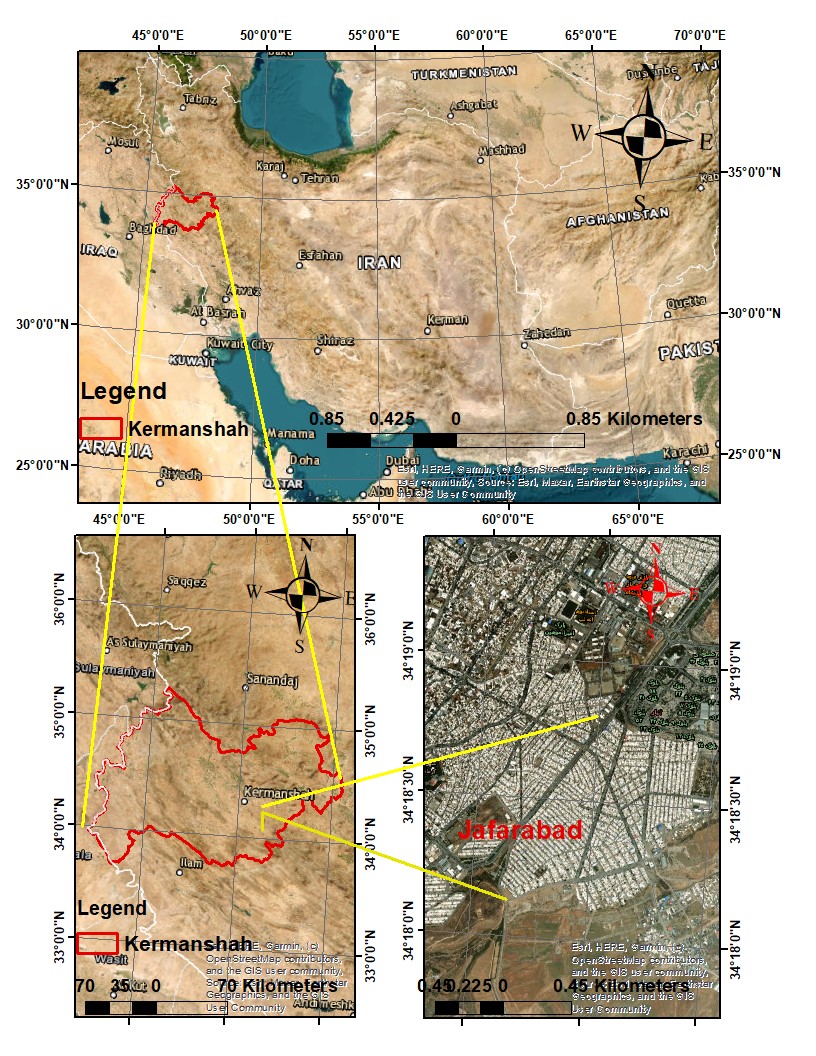 45°0'0"E 50°0'0"E 55°0'0"E 60°0'0"E 65°0'0"E 70°0'0"E
Baku
TURKMENISTAN
Dushanbe
TAJ
N
Tabriz
Ashgabat
W
E
Mosul
Mashhad
Karaj
Tehran
35°0'0"N
35°0'0"N
Kab
S
AFGHANISTAN
Baghdad
IRAQ
Esfahan
IRAN
Ahvaz
Al Basrah
Quetta
30°0'0"N
30°0'0"N
Kerman
Zahedan
Shiraz
Kuwait City
KUWAIT
PAKIST
Legend
Kermanshah
0.85 0.425 0 0.85 Kilometers
ARABIA
Manama
Karachi
25°0'0"N
25°0'0"N
Riyadh
Doha
Dubai
QATAR
Abu Dhabi
Esri, HERE, Garmin, (c) OpenStreetMap contributors, and the GIS
user community, Source: Esri, Maxar, Earthstar Geographics, and
the GIS User Community
45°0'0"E 50°0'0"E 55°0'0"E 60°0'0"E 65°0'0"E
N
W
E
S
Saqqez
36°0'0"N
36°0'0"N
As Sulaymaniyah
Sulaymaniyah
Sanandaj
35°0'0"N
35°0'0"N
Kermanshah
34°0'0"N
34°0'0"N
ala
Ilam
Legend
Kermanshah
33°0'0"N
33°0'0"N
Wasit
Esri, HERE, Garmin, (c)
OpenStreetMap contributors,
and the GIS user community,
Source: Esri, Maxar, Earthstar
Geographics, and the GIS
User Community
70 35 0 70 Kilometers
Al Kut
Andimeshk
N
W
E
S
34°19'0"N
34°19'0"N
34°18'30"N
34°18'30"N
Jafarabad
34°18'0"N
34°18'0"N
Esri, HERE, Garmin, (c)
OpenStreetMap contributors,
and the GIS user community,
Source: Esri, Maxar, Earthstar
Geographics, and the GIS
User Community
0.45 0.225 0 0.45 Kilometers